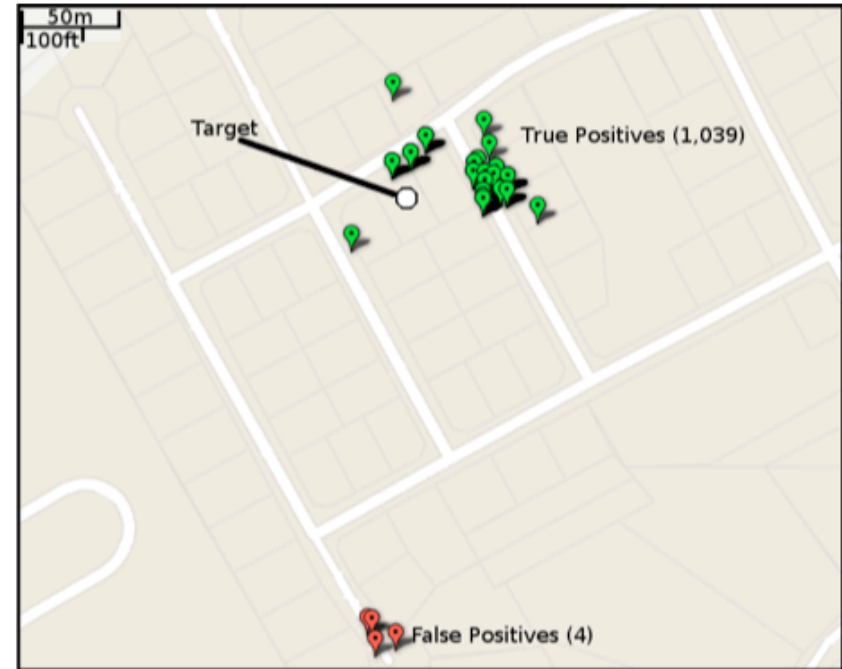 50m
100ft
Target
True Positives (1,039)
False Positives (4)